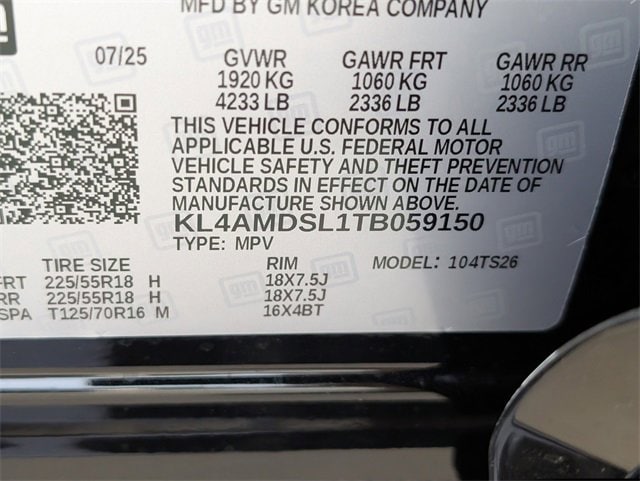 MFD BY GM KOREA COMPANY
07/25 GVWR GAWR FRT GAWR RR
1920 KG 1060 KG 1060 KG
4233 LB 2336 LB 2336 LB
THIS VEHICLE CONFORMS TO ALL
APPLICABLE U.S. FEDERAL MOTOR
VEHICLE SAFETY AND THEFT PREVENTION
STANDARDS IN EFFECT ON THE DATE OF
MANUFACTURE SHOWN ABOVE.
KL4AMDSL1TB059150
TYPE: MPV
TIRE SIZE RIM MODEL: 104TS26
FRT 225/55R18 H 18X7.5J
RR 225/55R18 H 18X7.5J
SPA T125/70R16 M 16X4BT